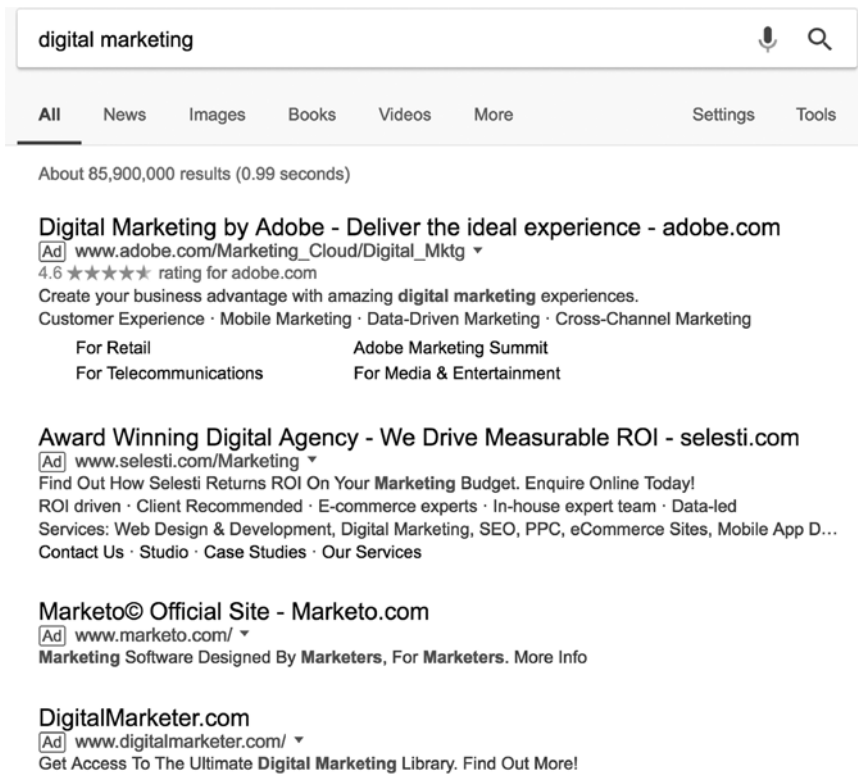 digital marketing
All News Images Books Videos More Settings Tools
About 85,900,000 results (0.99 seconds)
Digital Marketing by Adobe - Deliver the ideal experience - adobe.com
Ad www.adobe.com/Marketing_Cloud/Digital_Mktg
4.6 ★★★★★ rating for adobe.com
Create your business advantage with amazing digital marketing experiences.
Customer Experience · Mobile Marketing · Data-Driven Marketing · Cross-Channel Marketing
For Retail Adobe Marketing Summit
For Telecommunications For Media & Entertainment
Award Winning Digital Agency - We Drive Measurable ROI - selesti.com
Ad www.selesti.com/Marketing
Find Out How Selesti Returns ROI On Your Marketing Budget. Enquire Online Today!
ROI driven · Client Recommended · E-commerce experts · In-house expert team · Data-led
Services: Web Design & Development, Digital Marketing, SEO, PPC, eCommerce Sites, Mobile App D...
Contact Us · Studio · Case Studies · Our Services
Marketo© Official Site - Marketo.com
Ad www.marketo.com/
Marketing Software Designed By Marketers, For Marketers. More Info
DigitalMarketer.com
Ad www.digitalmarketer.com/
Get Access To The Ultimate Digital Marketing Library. Find Out More!